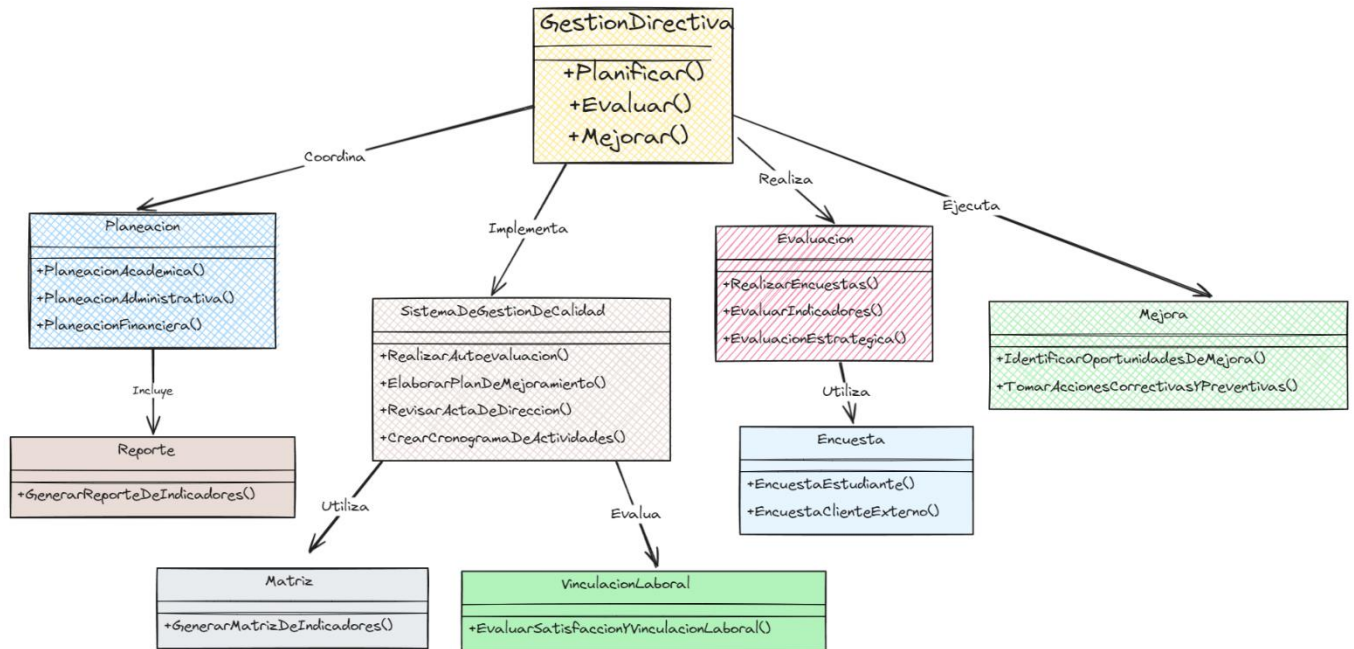 GestionDirectiva
+Planificar()
+Evaluar()
+Mejorar()
Coordina
Implementa
Realiza
Ejecuta
Planeacion
+PlaneacionAcademica()
+PlaneacionAdministrativa()
+PlaneacionFinanciera()
Incluye
Reporte
+GenerarReporteDeIndicadores()
SistemaDeGestionDeCalidad
+RealizarAutoevaluacion()
+ElaborarPlanDeMejoramiento()
+RevisarActaDeDireccion()
+CrearCronogramaDeActividades()
Utiliza
Evalua
Matriz
+GenerarMatrizDeIndicadores()
VinculacionLaboral
+EvaluarSatisfaccionYVinculacionLaboral()
Evaluacion
+RealizarEncuestas()
+EvaluarIndicadores()
+EvaluacionEstrategica()
Utiliza
Encuesta
+EncuestaEstudiante()
+EncuestaClienteExterno()
Mejora
+IdentificarOportunidadesDeMejora()
+TomarAccionesCorrectivasYPreventivas()